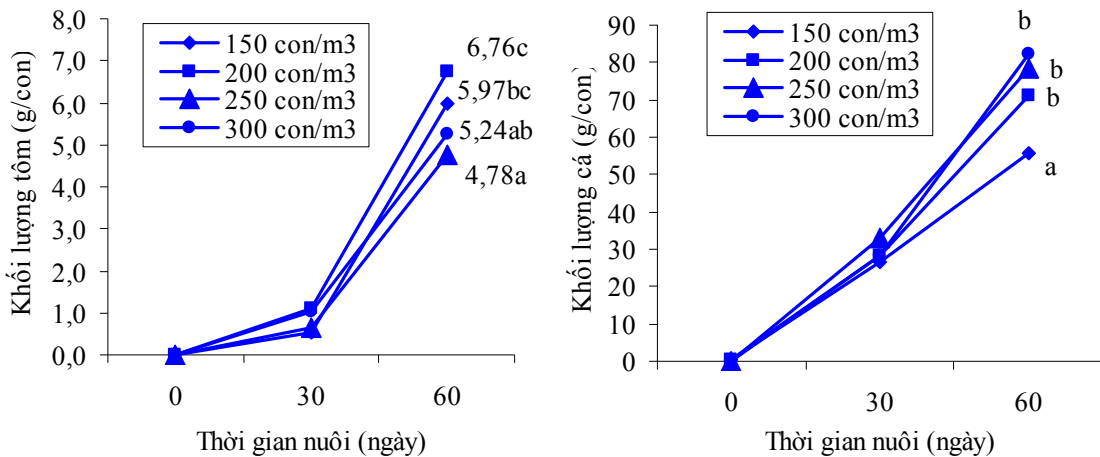 Khối lượng tôm (g/con)
8,0
7,0
6,0
5,0
4,0
3,0
2,0
1,0
0,0
150 con/m3
200 con/m3
250 con/m3
300 con/m3
6,76c
5,97bc
5,24ab
4,78a
0
30
60
Thời gian nuôi (ngày)
Khối lượng cá (g/con)
90
80
70
60
50
40
30
20
10
0
150 con/m3
200 con/m3
250 con/m3
300 con/m3
b
b
b
a
0
30
60
Thời gian nuôi (ngày)